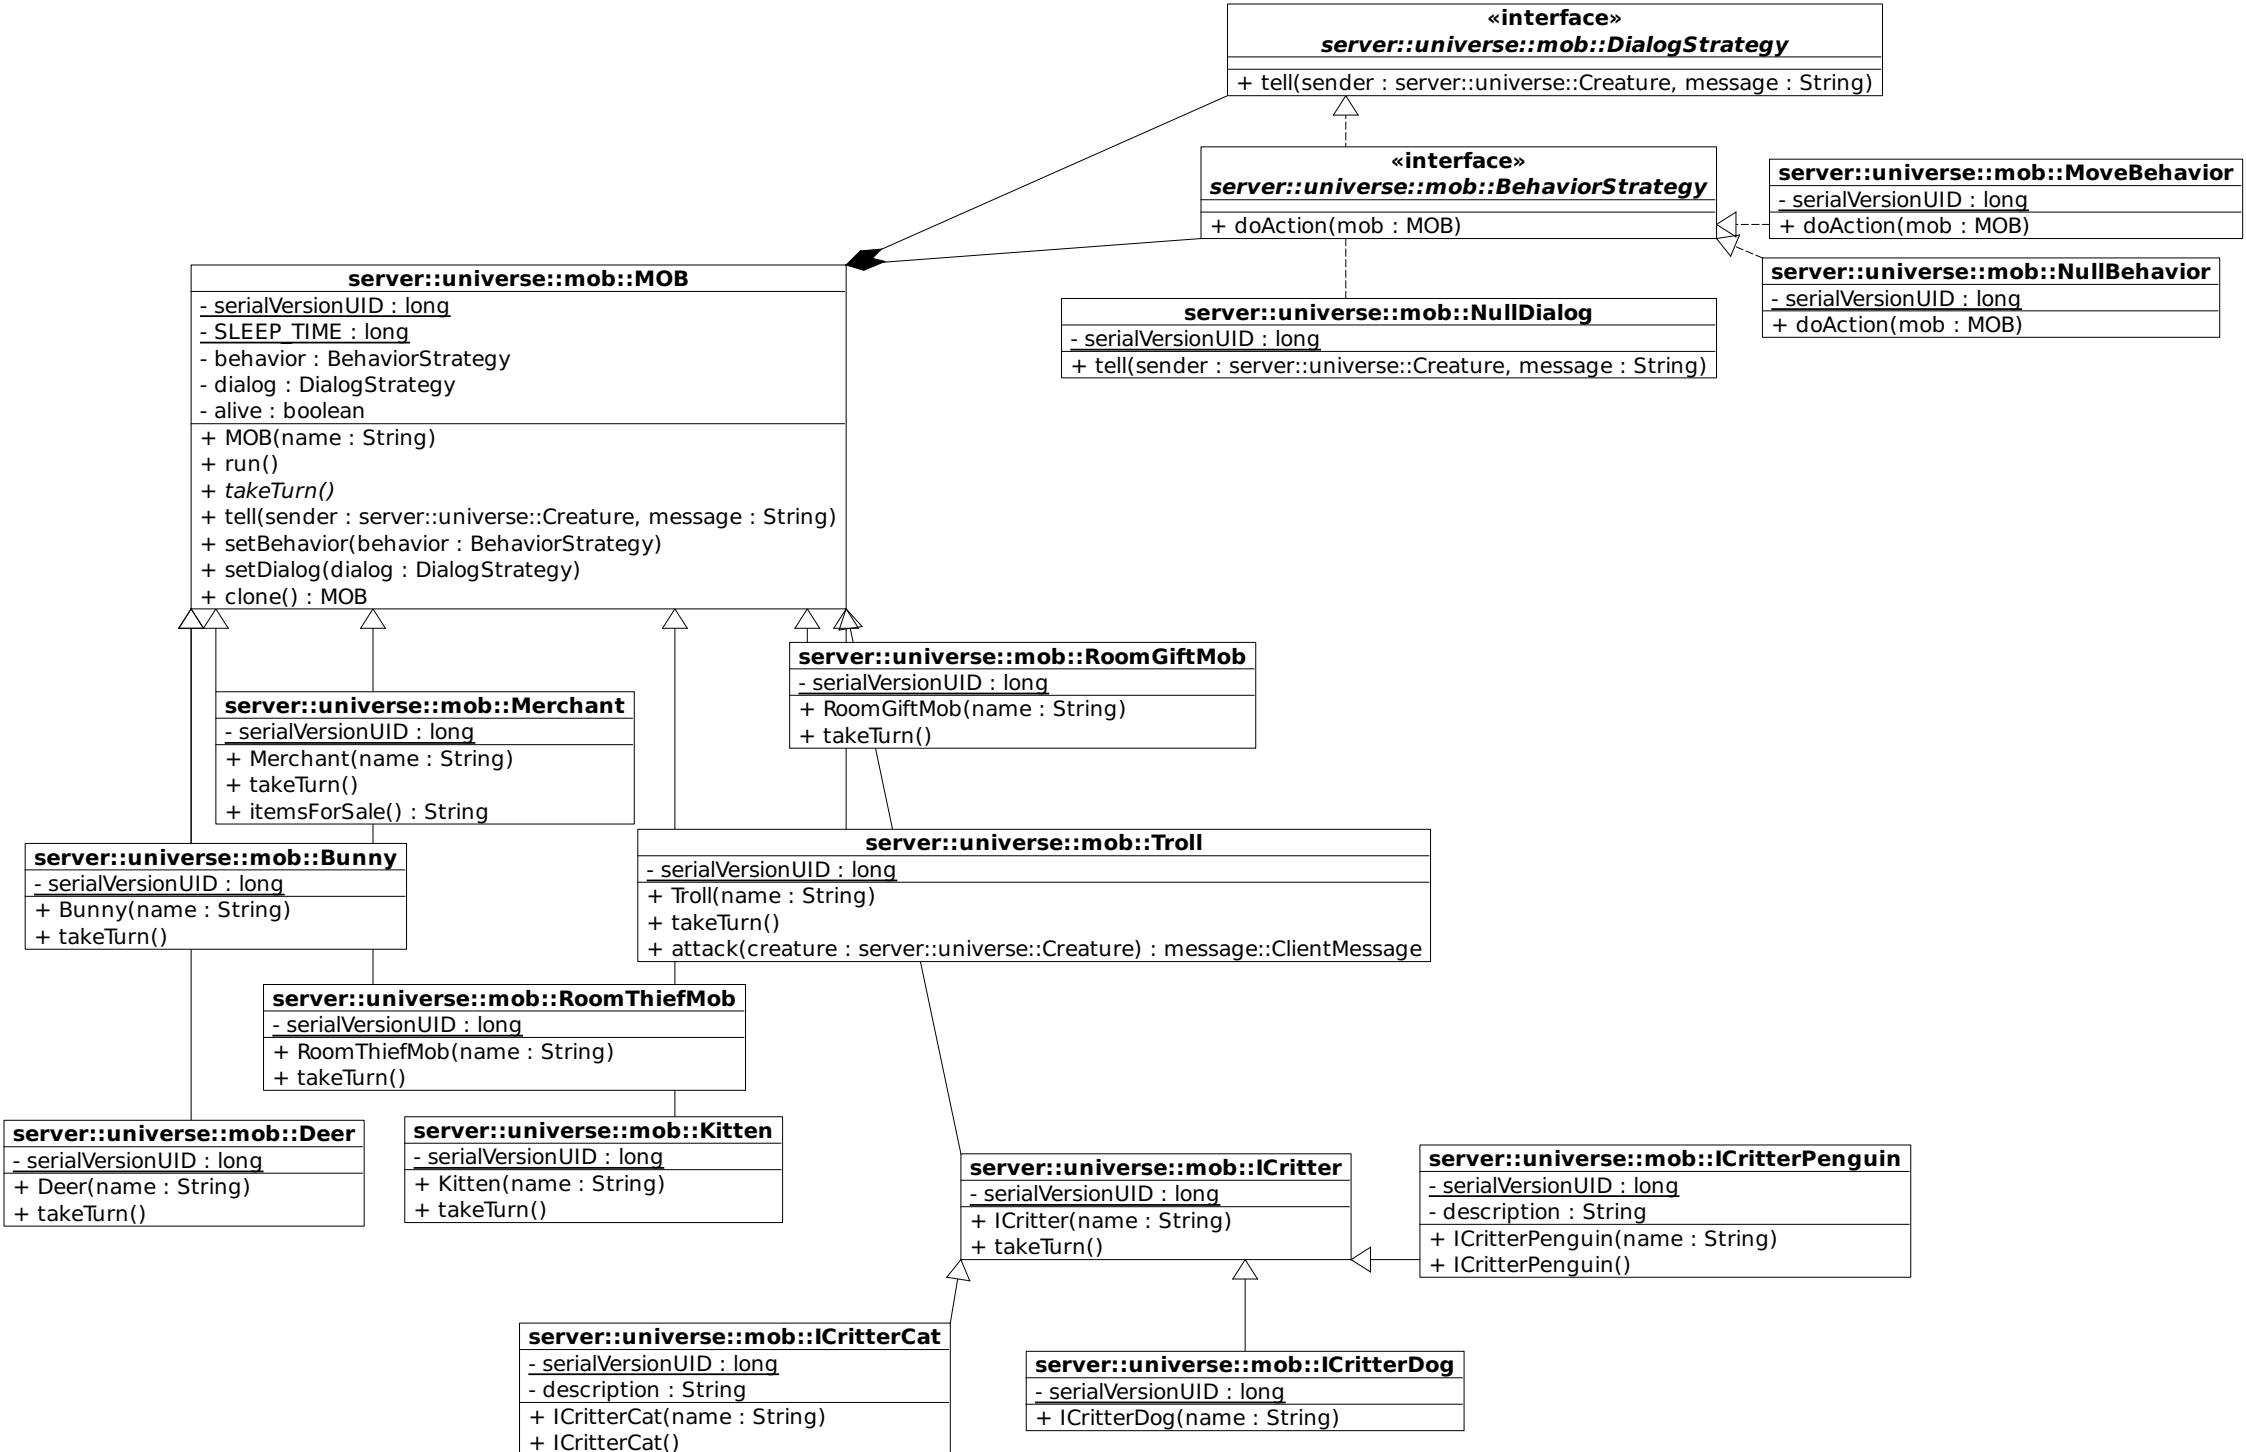 «interface»
server::universe::mob::DialogStrategy
+ tell(sender : server::universe::Creature, message : String)
«interface»
server::universe::mob::BehaviorStrategy
+ doAction(mob : MOB)
server::universe::mob::MoveBehavior
- serialVersionUID : long
+ doAction(mob : MOB)
server::universe::mob::NullBehavior
- serialVersionUID : long
+ doAction(mob : MOB)
server::universe::mob::NullDialog
- serialVersionUID : long
+ tell(sender : server::universe::Creature, message : String)
server::universe::mob::MOB
- serialVersionUID : long
- SLEEP_TIME : long
- behavior : BehaviorStrategy
- dialog : DialogStrategy
- alive : boolean
+ MOB(name : String)
+ run()
+ takeTurn()
+ tell(sender : server::universe::Creature, message : String)
+ setBehavior(behavior : BehaviorStrategy)
+ setDialog(dialog : DialogStrategy)
+ clone() : MOB
server::universe::mob::RoomGiftMob
- serialVersionUID : long
+ RoomGiftMob(name : String)
+ takeTurn()
server::universe::mob::Merchant
- serialVersionUID : long
+ Merchant(name : String)
+ takeTurn()
+ itemsForSale() : String
server::universe::mob::Bunny
- serialVersionUID : long
+ Bunny(name : String)
+ takeTurn()
server::universe::mob::Troll
- serialVersionUID : long
+ Troll(name : String)
+ takeTurn()
+ attack(creature : server::universe::Creature) : message::ClientMessage
server::universe::mob::RoomThiefMob
- serialVersionUID : long
+ RoomThiefMob(name : String)
+ takeTurn()
server::universe::mob::Deer
- serialVersionUID : long
+ Deer(name : String)
+ takeTurn()
server::universe::mob::Kitten
- serialVersionUID : long
+ Kitten(name : String)
+ takeTurn()
server::universe::mob::ICritter
- serialVersionUID : long
+ ICritter(name : String)
+ takeTurn()
server::universe::mob::ICritterPenguin
- serialVersionUID : long
- description : String
+ ICritterPenguin(name : String)
+ ICritterPenguin()
server::universe::mob::ICritterCat
- serialVersionUID : long
- description : String
+ ICritterCat(name : String)
+ ICritterCat()
server::universe::mob::ICritterDog
- serialVersionUID : long
+ ICritterDog(name : String)